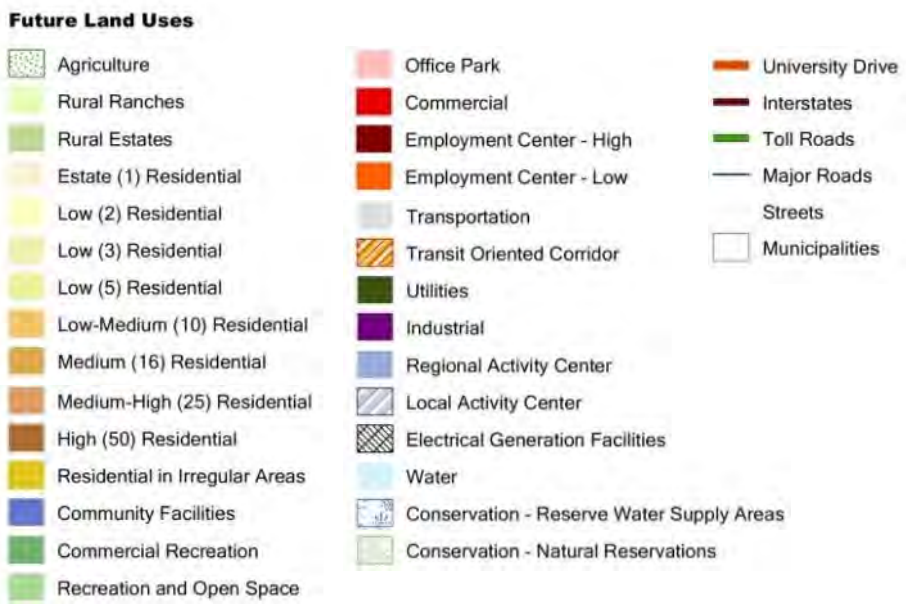 Future Land Uses
Agriculture
Rural Ranches
Rural Estates
Estate (1) Residential
Low (2) Residential
Low (3) Residential
Low (5) Residential
Low-Medium (10) Residential
Medium (16) Residential
Medium-High (25) Residential
High (50) Residential
Residential in Irregular Areas
Community Facilities
Commercial Recreation
Recreation and Open Space
Office Park
Commercial
Employment Center - High
Employment Center - Low
Transportation
Transit Oriented Corridor
Utilities
Industrial
Regional Activity Center
Local Activity Center
Electrical Generation Facilities
Water
Conservation - Reserve Water Supply Areas
Conservation - Natural Reservations
University Drive
Interstates
Toll Roads
Major Roads
Streets
Municipalities